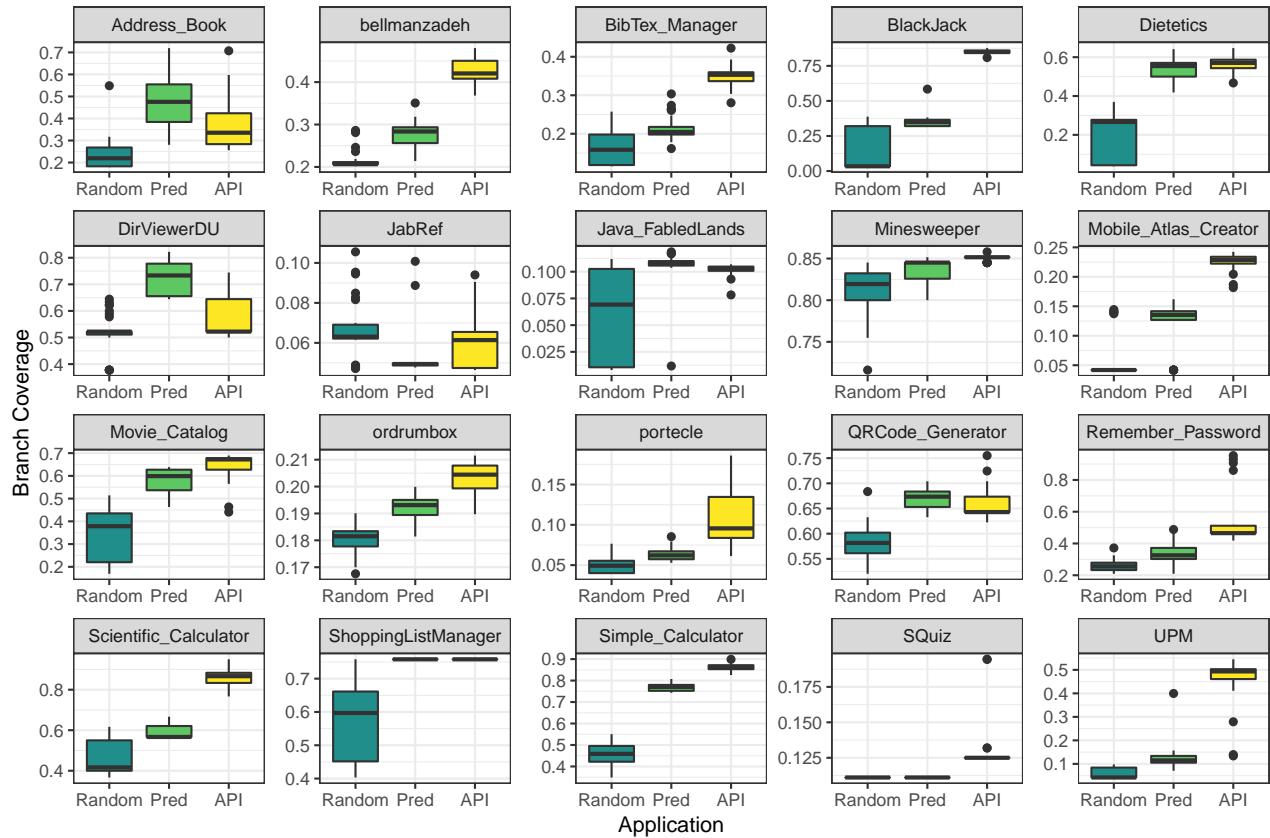 Address_Book bellmanzadeh BibTex_Manager BlackJack Dietetics
0.7 0.6 0.5 0.4 0.3 0.2
0.4 0.3 0.2
0.4 0.3 0.2
0.75 0.50 0.25 0.00
0.6 0.4 0.2
Random Pred API Random Pred API Random Pred API Random Pred API Random Pred API
DirViewerDU JabRef Java_FabledLands Minesweeper Mobile_Atlas_Creator
0.8 0.7 0.6 0.5 0.4
0.10 0.08 0.06
0.100 0.075 0.050 0.025
0.85 0.80 0.75
0.25 0.20 0.15 0.10 0.05
Random Pred API Random Pred API Random Pred API Random Pred API Random Pred API
Movie_Catalog ordrumbox portecle QRCode_Generator Remember_Password
0.7 0.6 0.5 0.4 0.3 0.2
0.21 0.20 0.19 0.18 0.17
0.15 0.10 0.05
0.75 0.70 0.65 0.60 0.55
0.8 0.6 0.4 0.2
Random Pred API Random Pred API Random Pred API Random Pred API Random Pred API
Scientific_Calculator ShoppingListManager Simple_Calculator SQuiz UPM
0.8 0.6 0.4
0.7 0.6 0.5 0.4
0.9 0.8 0.7 0.6 0.5 0.4
0.175 0.150 0.125
0.5 0.4 0.3 0.2 0.1
Random Pred API Random Pred API Random Pred API Random Pred API Random Pred API
Branch Coverage
Application